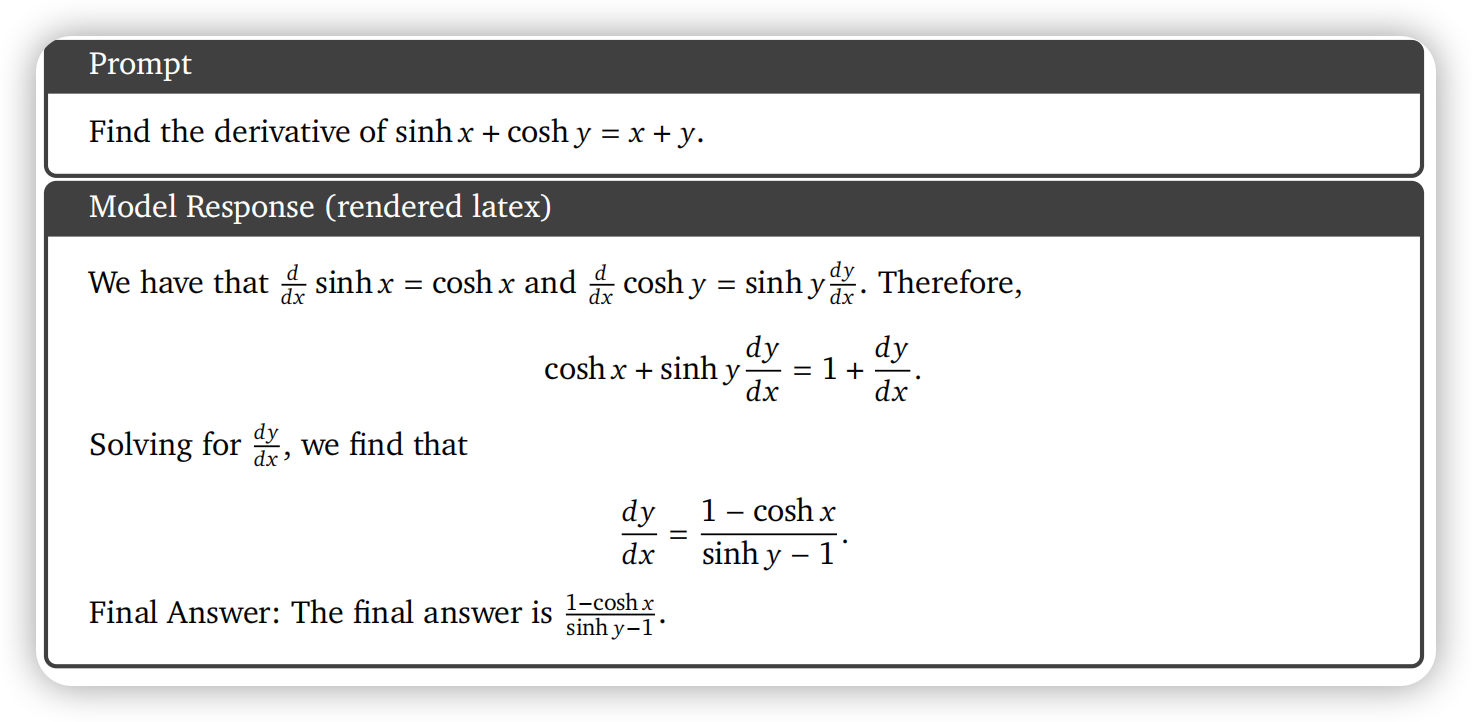 Prompt
Find the derivative of sinh x + cosh y = x + y.
Model Response (rendered latex)
We have that \frac{d}{dx} sinh x = cosh x and \frac{d}{dx} cosh y = sinh y \frac{dy}{dx}. Therefore,
cosh x + sinh y \frac{dy}{dx} = 1 + \frac{dy}{dx}.
Solving for \frac{dy}{dx}, we find that
\frac{dy}{dx} = \frac{1 − cosh x}{sinh y − 1}.
Final Answer: The final answer is \frac{1−cosh x}{sinh y−1}.